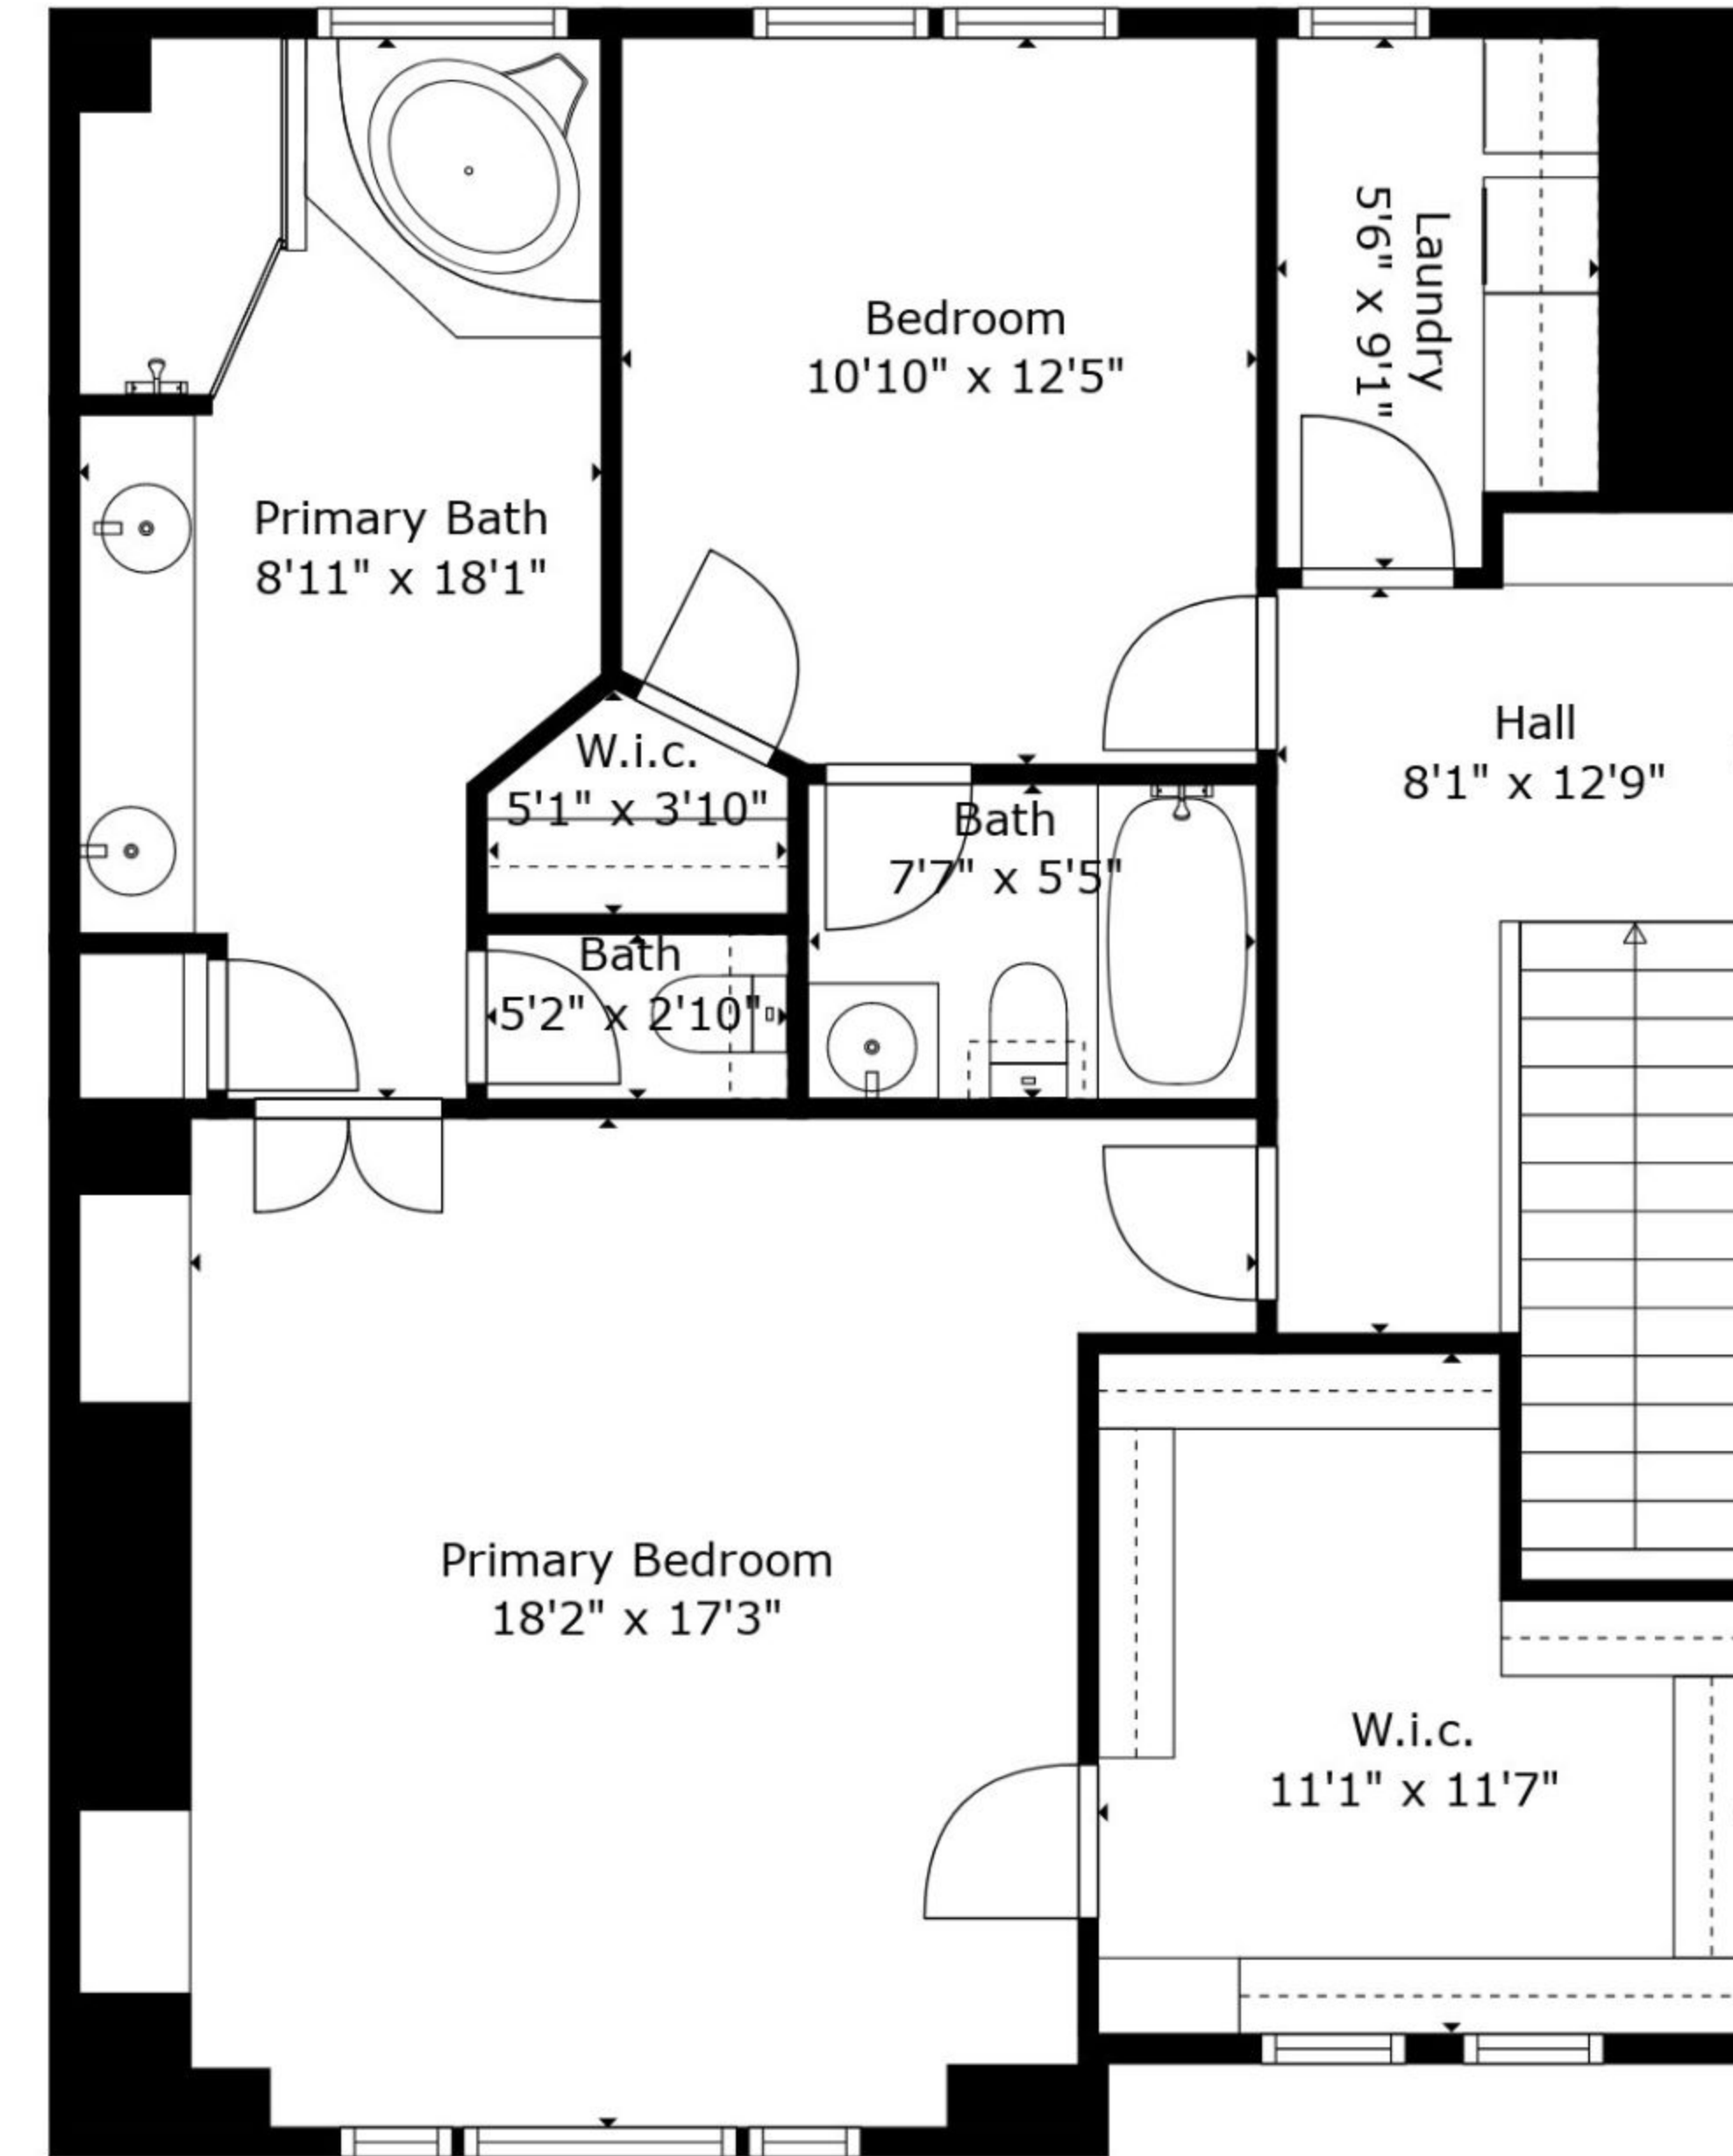 Bedroom
10'10" x 12'5"
Laundry
5'6" x 9'1"
Primary Bath
8'11" x 18'1"
W.i.c.
5'1" x 3'10"
Hall
8'1" x 12'9"
Bath
7'7" x 5'5"
Bath
5'2" x 2'10"
Primary Bedroom
18'2" x 17'3"
W.i.c.
11'1" x 11'7"